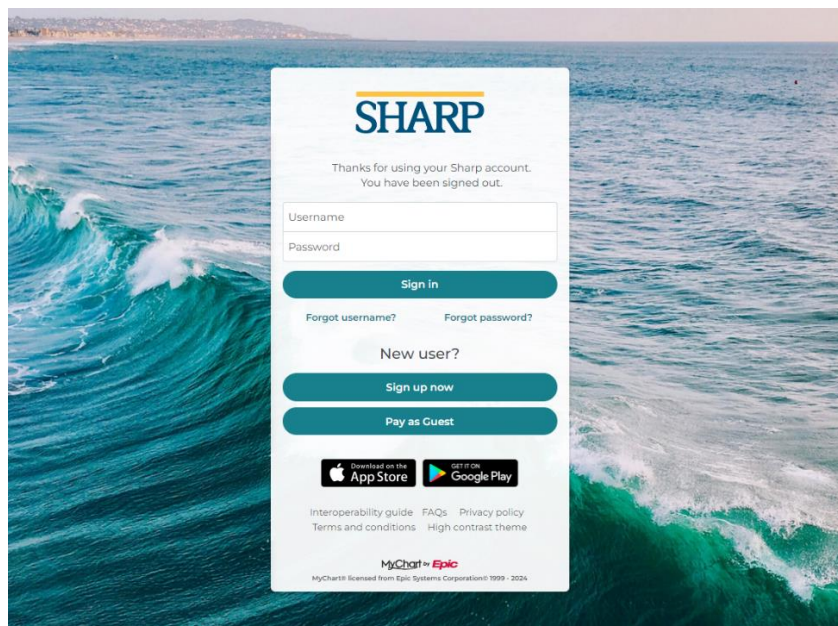 SHARP
Thanks for using your Sharp account.
You have been signed out.
Username
Password
Sign in
Forgot username? Forgot password?
New user?
Sign up now
Pay as Guest
Download on the App Store GET IT ON Google Play
Interoperability guide FAQs Privacy policy
Terms and conditions High contrast theme
MyChart by Epic
MyChart® licensed from Epic Systems Corporation© 1999 - 2024